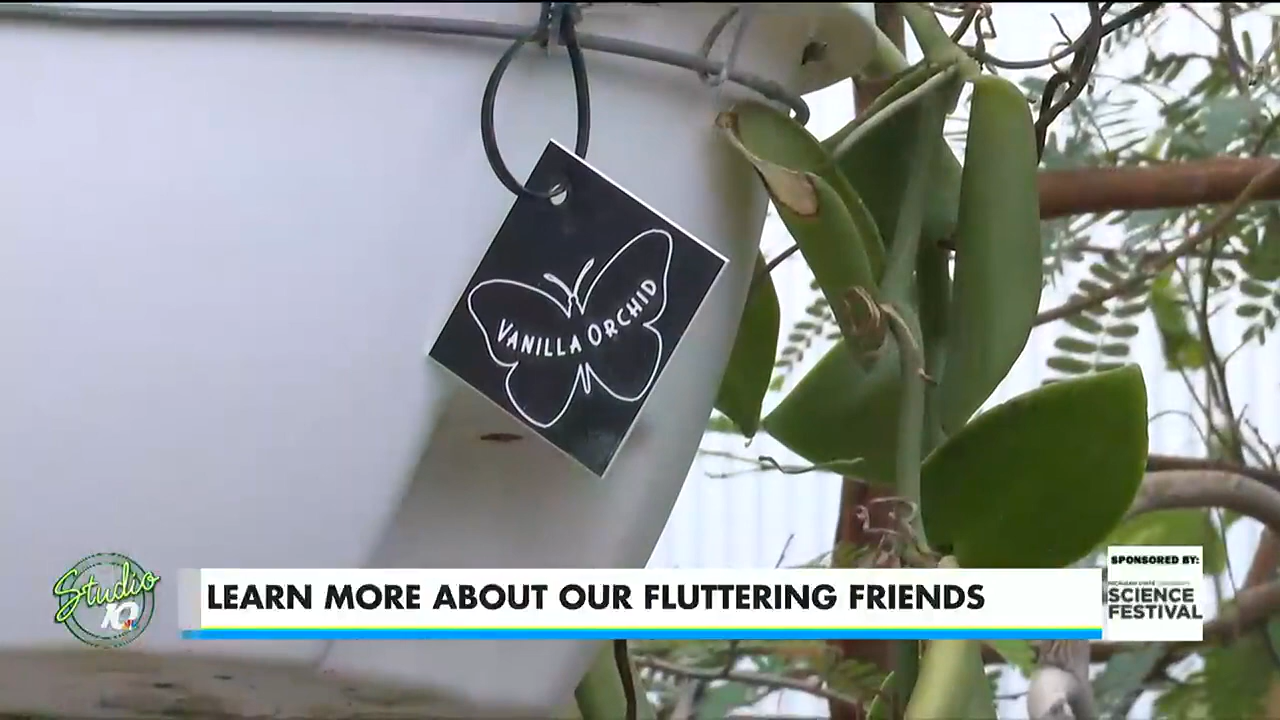 VANILLA ORCHID
Studio
10
LEARN MORE ABOUT OUR FLUTTERING FRIENDS
SPONSORED BY:
SCIENCE
FESTIVAL